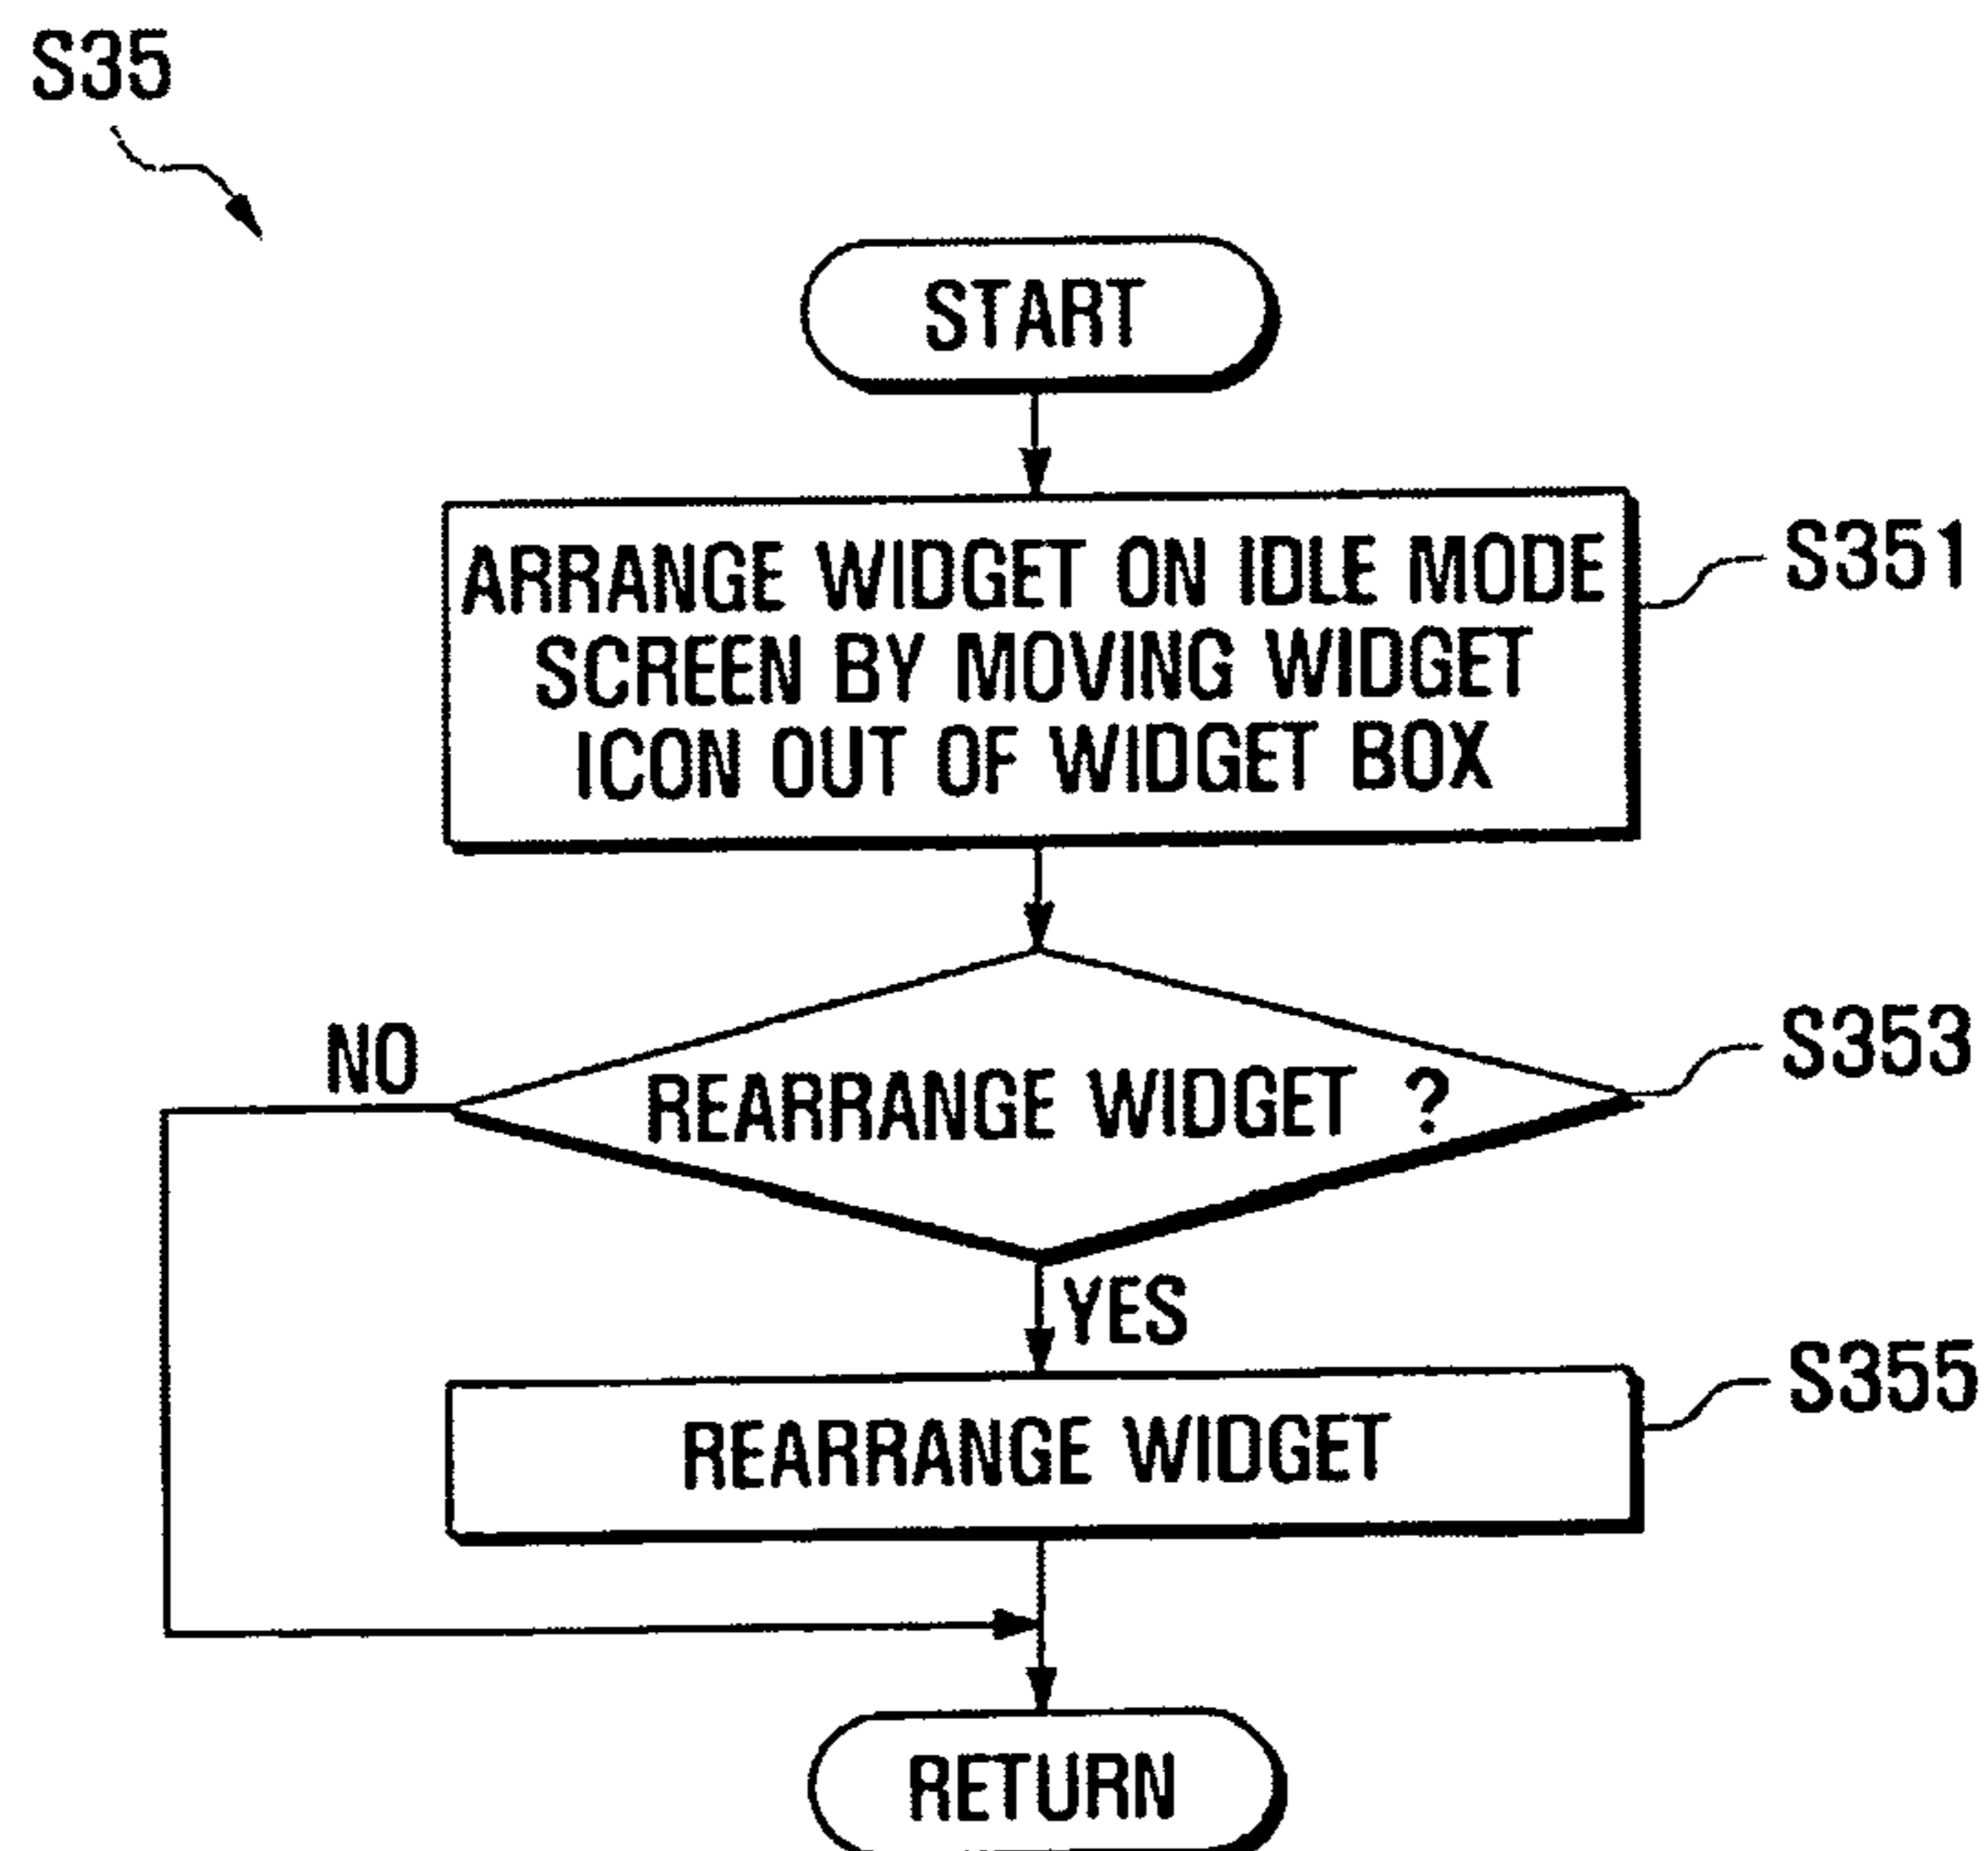 S35
START
ARRANGE WIDGET ON IDLE MODE
SCREEN BY MOVING WIDGET
ICON OUT OF WIDGET BOX
S351
NO
REARRANGE WIDGET ?
S353
YES
REARRANGE WIDGET
S355
RETURN